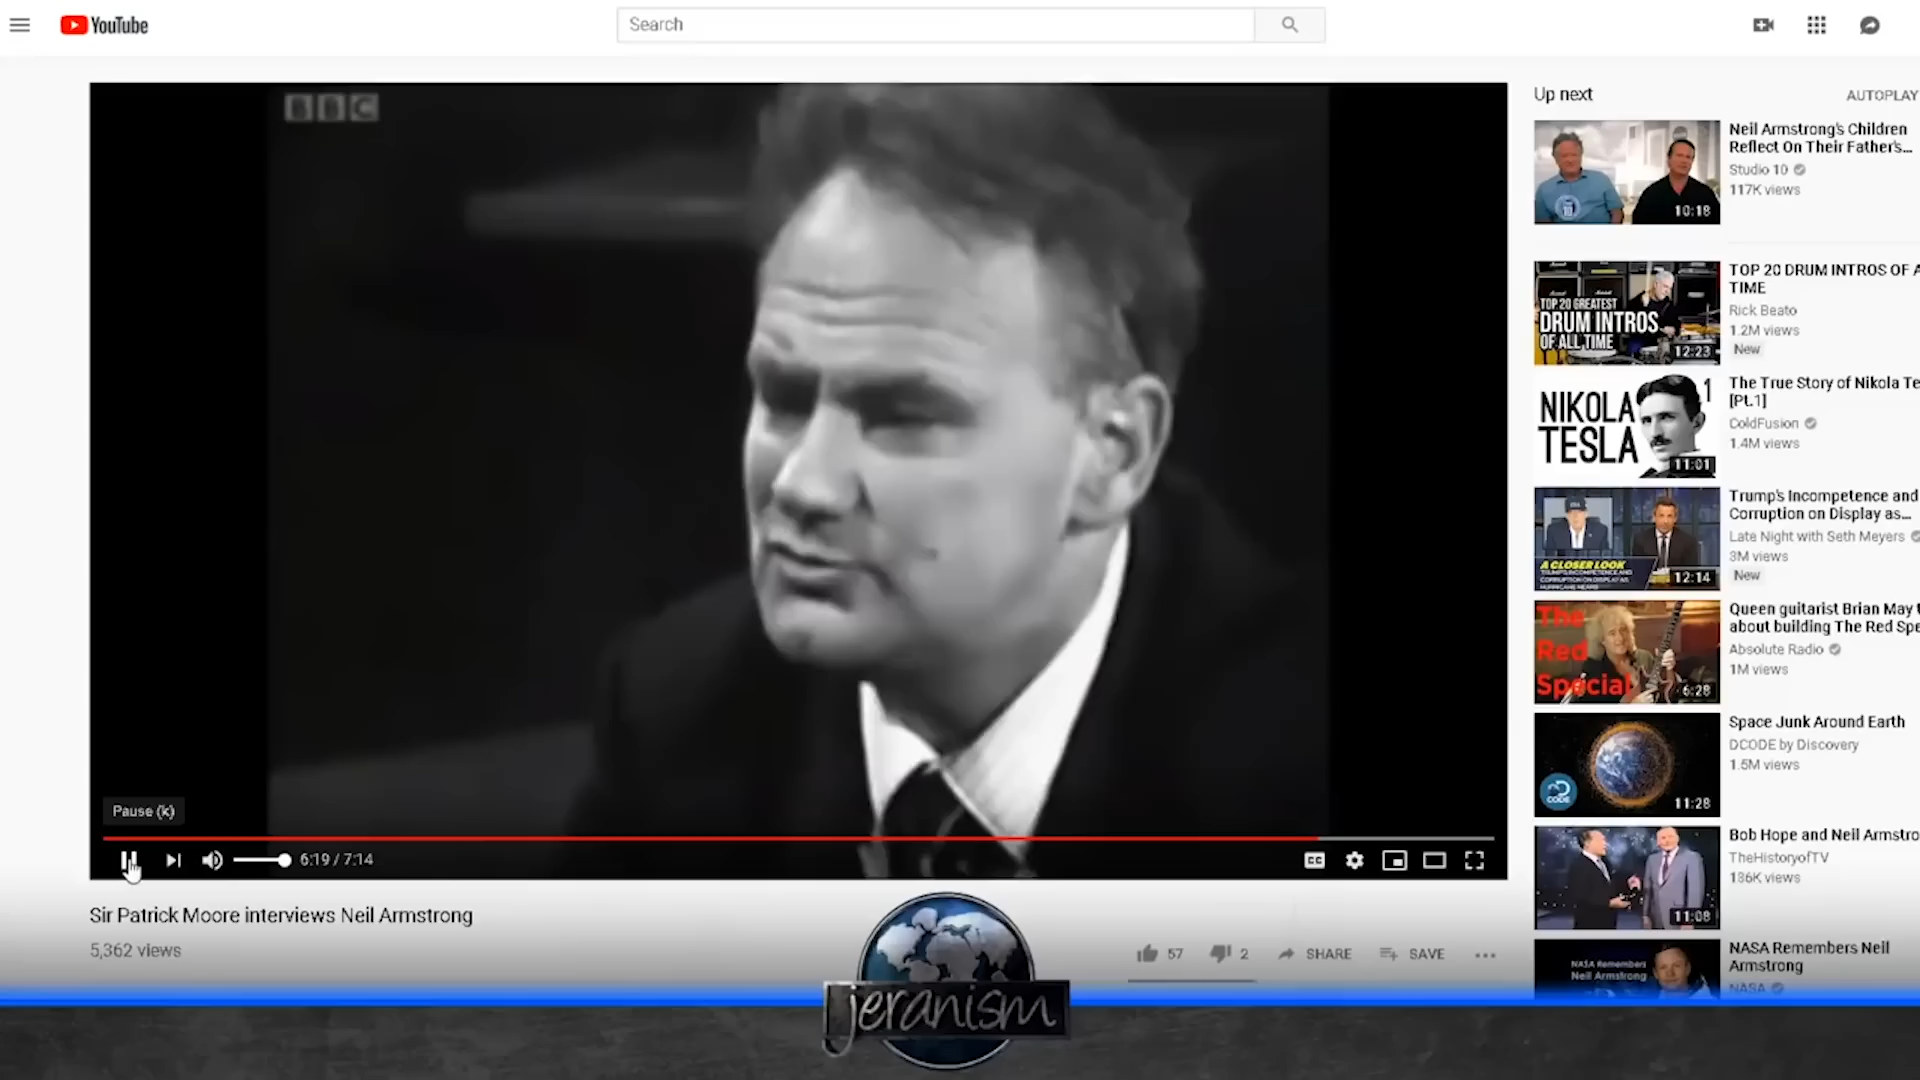 YouTube
Search
BBC
Pause (k)
6:19 / 7:14
Sir Patrick Moore interviews Neil Armstrong
5,362 views
57
2
SHARE
SAVE
jeranism
Up next
AUTOPLAY
10:18
Neil Armstrong's Children
Reflect On Their Father's...
Studio 10
117K views
TOP 20 GREATEST
DRUM INTROS
OF ALL TIME
12:23
TOP 20 DRUM INTROS OF A
TIME
Rick Beato
1.2M views
New
NIKOLA
TESLA
1
11:01
The True Story of Nikola Te
[Pt.1]
ColdFusion
1.4M views
A CLOSER LOOK
12:14
Trump's Incompetence and
Corruption on Display as...
Late Night with Seth Meyers
3M views
New
The
Red
Special
6:28
Queen guitarist Brian May t
about building The Red Spe
Absolute Radio
1M views
CODE
11:28
Space Junk Around Earth
DCODE by Discovery
1.5M views
11:08
Bob Hope and Neil Armstro
TheHistoryofTV
186K views
NASA Remembers
Neil Armstrong
NASA Remembers Neil
Armstrong
NASA